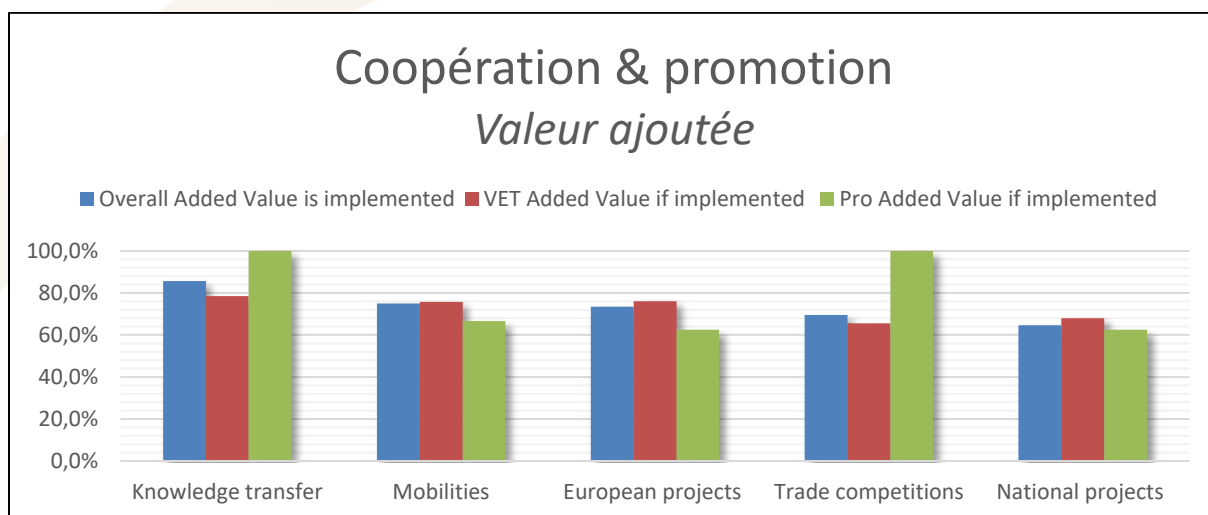 Coopération & promotion
Valeur ajoutée
Overall Added Value is implemented VET Added Value if implemented Pro Added Value if implemented
100,0%
80,0%
60,0%
40,0%
20,0%
0,0%
Knowledge transfer Mobilities European projects Trade competitions National projects